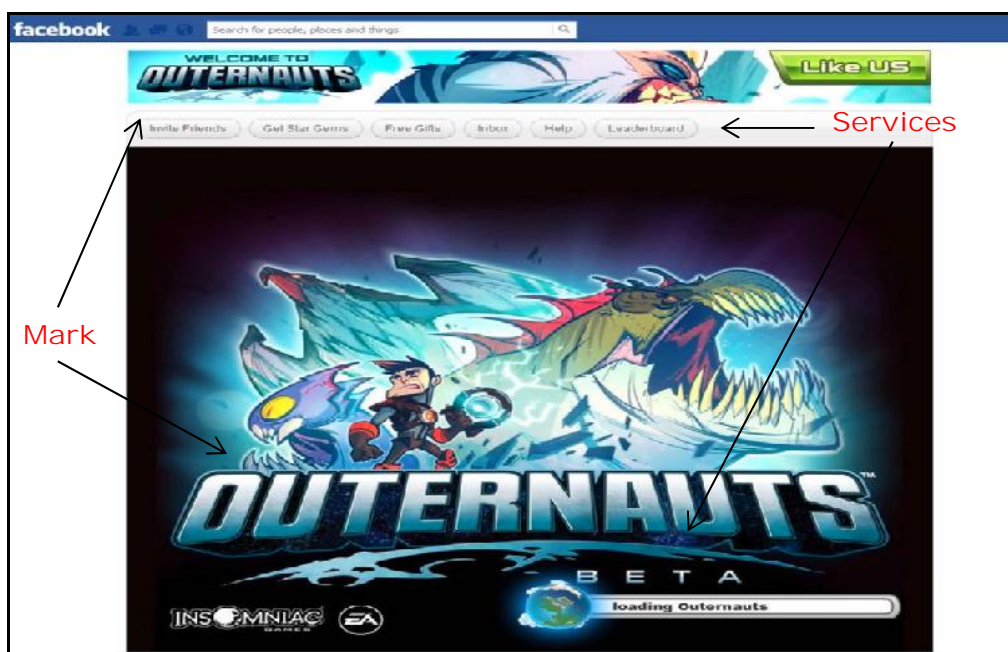 facebook Search for people, places and things
WELCOME TO
OUTERNAUTS
Like US
Invite Friends Get Star Gems Free Gifts Inbox Help Leaderboard
Services
Mark
OUTERNAUTS™
BETA
loading Outernauts
INSOMNIAC
GAMES
EA